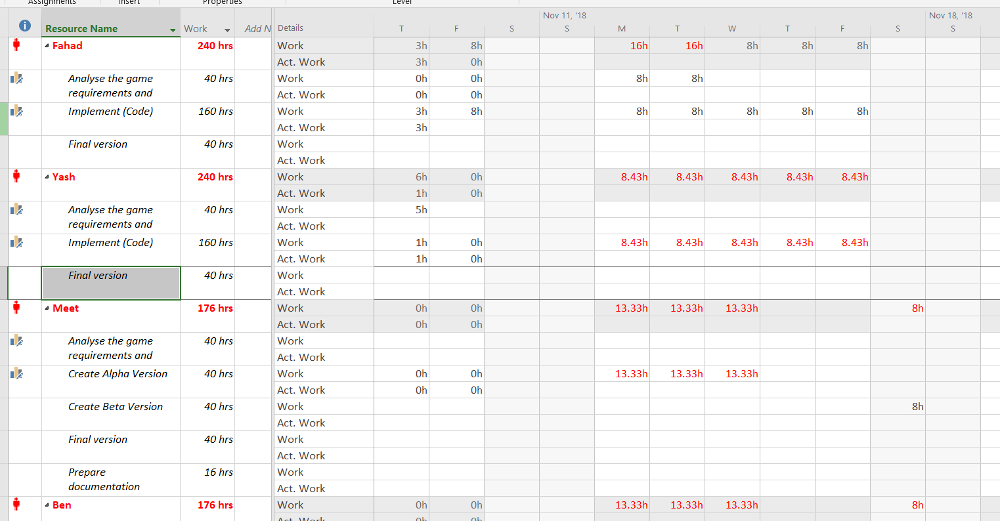 Assignments Insert Properties Level
Nov 11, '18 Nov 18, '18
Resource Name Work Add N Details T F S S M T W T F S S
Fahad 240 hrs Work 3h 8h 16h 16h 8h 8h 8h
Act. Work 3h 0h
Analyse the game 40 hrs Work 0h 0h 8h 8h
requirements and Act. Work 0h 0h
Implement (Code) 160 hrs Work 3h 8h 8h 8h 8h 8h 8h
Act. Work 3h
Final version 40 hrs Work
Act. Work
Yash 240 hrs Work 6h 0h 8.43h 8.43h 8.43h 8.43h 8.43h
Act. Work 1h 0h
Analyse the game 40 hrs Work 5h
requirements and Act. Work
Implement (Code) 160 hrs Work 1h 0h 8.43h 8.43h 8.43h 8.43h 8.43h
Act. Work 1h 0h
Final version 40 hrs Work
Act. Work
Meet 176 hrs Work 0h 0h 13.33h 13.33h 13.33h 8h
Act. Work 0h 0h
Analyse the game 40 hrs Work
requirements and Act. Work
Create Alpha Version 40 hrs Work 0h 0h 13.33h 13.33h 13.33h
Act. Work 0h 0h
Create Beta Version 40 hrs Work 8h
Act. Work
Final version 40 hrs Work
Act. Work
Prepare 16 hrs Work
documentation Act. Work
Ben 176 hrs Work 0h 0h 13.33h 13.33h 13.33h 8h
Act. Work 0h 0h